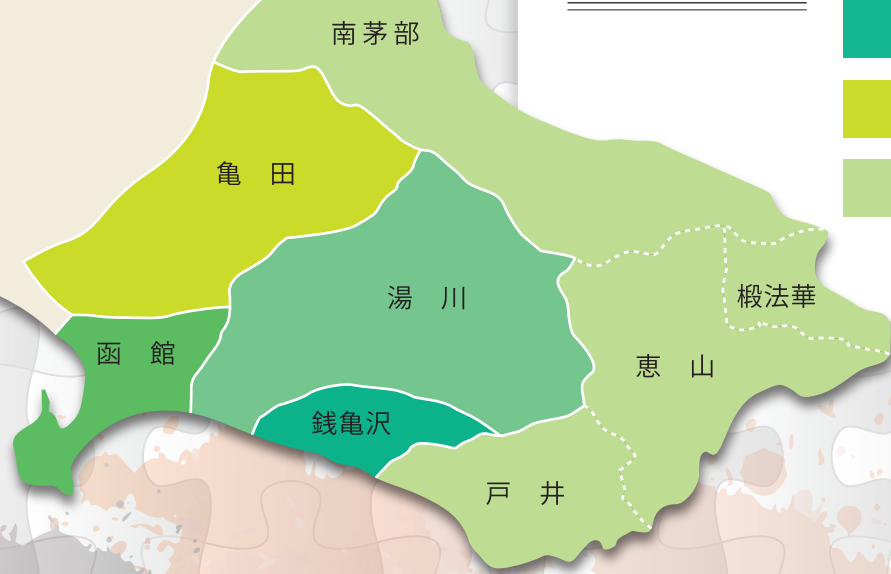 南茅部
亀　田
湯　川
椴法華
函　館
恵　山
銭亀沢
戸　井